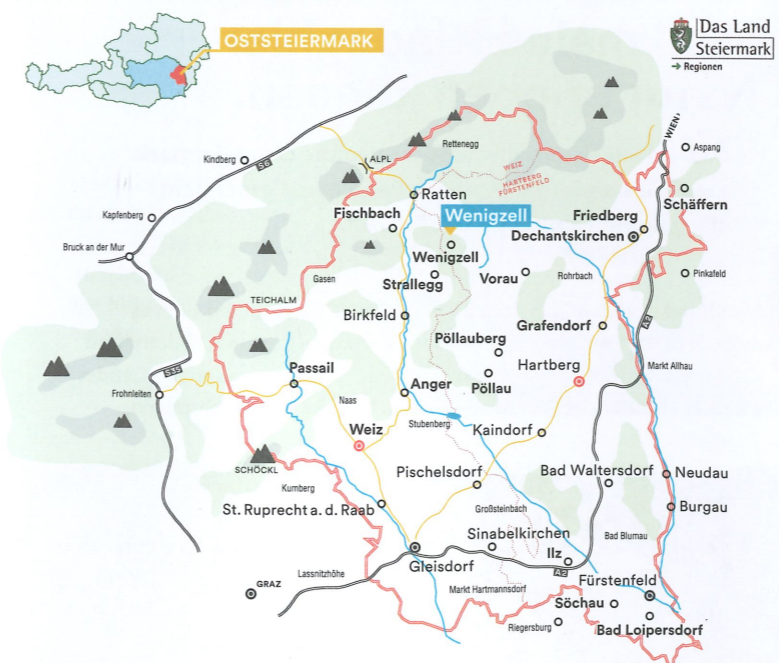 OSTSTEIERMARK
Das Land
Steiermark
→ Regionen
WIEN›
Aspang
Kindberg
S6
ALPL
Rettenegg
WEIZ
HARTBERG
FÜRSTENFELD
Ratten
Schäffern
Kapfenberg
Fischbach
Wenigzell
Friedberg
Dechantskirchen
Bruck an der Mur
Wenigzell
Gasen
Strallegg
Vorau
Rohrbach
Pinkafeld
TEICHALM
Birkfeld
Grafendorf
A2
Pöllauberg
Hartberg
Markt Allhau
S35
Passail
Pöllau
Frohnleiten
Naas
Anger
Stubenberg
Weiz
Kaindorf
SCHÖCKL
Pischelsdorf
Bad Waltersdorf
Neudau
Kumberg
St. Ruprecht a. d. Raab
Großsteinbach
Burgau
Sinabelkirchen
Bad Blumau
Ilz
Gleisdorf
A2
Lassnitzhöhe
Fürstenfeld
GRAZ
Markt Hartmannsdorf
Söchau
Riegersburg
Bad Loipersdorf